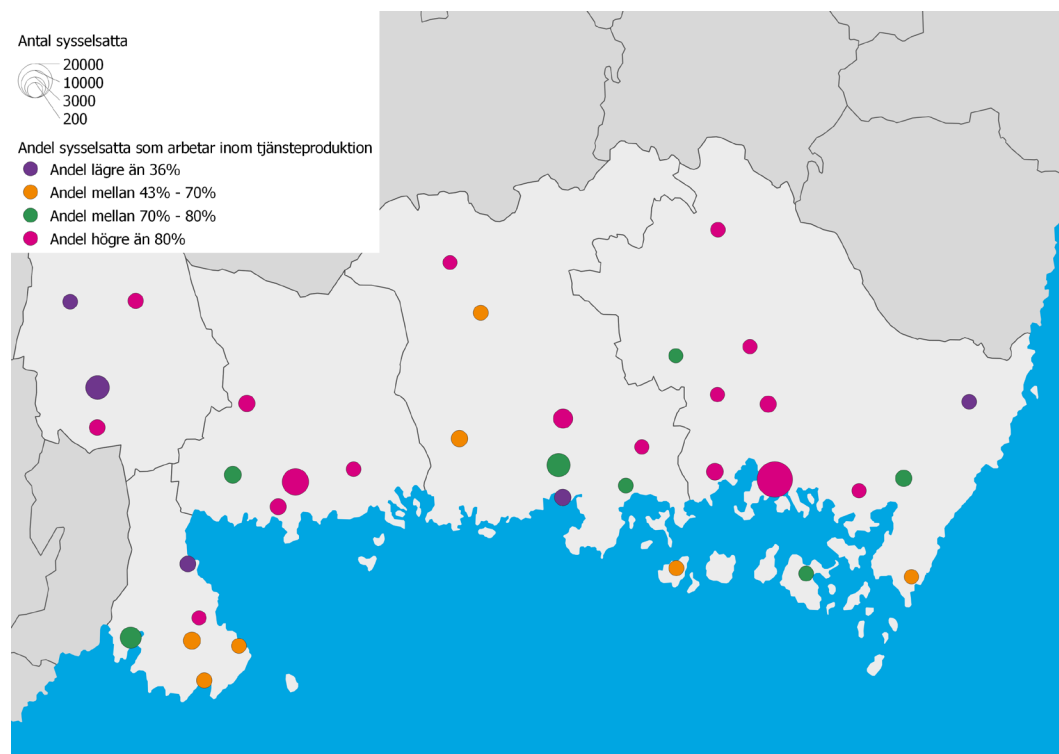 Antal sysselsatta
20000
10000
3000
200
Andel sysselsatta som arbetar inom tjänsteproduktion
Andel lägre än 36%
Andel mellan 43% - 70%
Andel mellan 70% - 80%
Andel högre än 80%